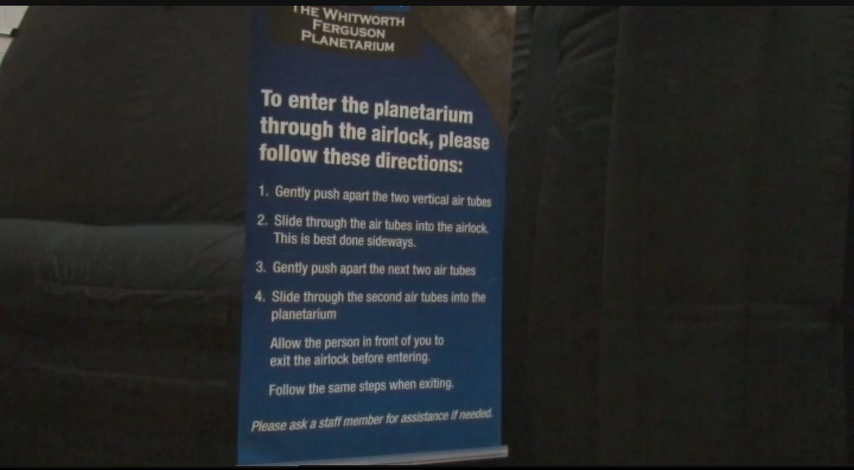 THE WHITWORTH
FERGUSON
PLANETARIUM
To enter the planetarium
through the airlock, please
follow these directions:
1. Gently push apart the two vertical air tubes
2. Slide through the air tubes into the airlock.
This is best done sideways.
3. Gently push apart the next two air tubes
4. Slide through the second air tubes into the
planetarium
Allow the person in front of you to
exit the airlock before entering.
Follow the same steps when exiting.
Please ask a staff member for assistance if needed.